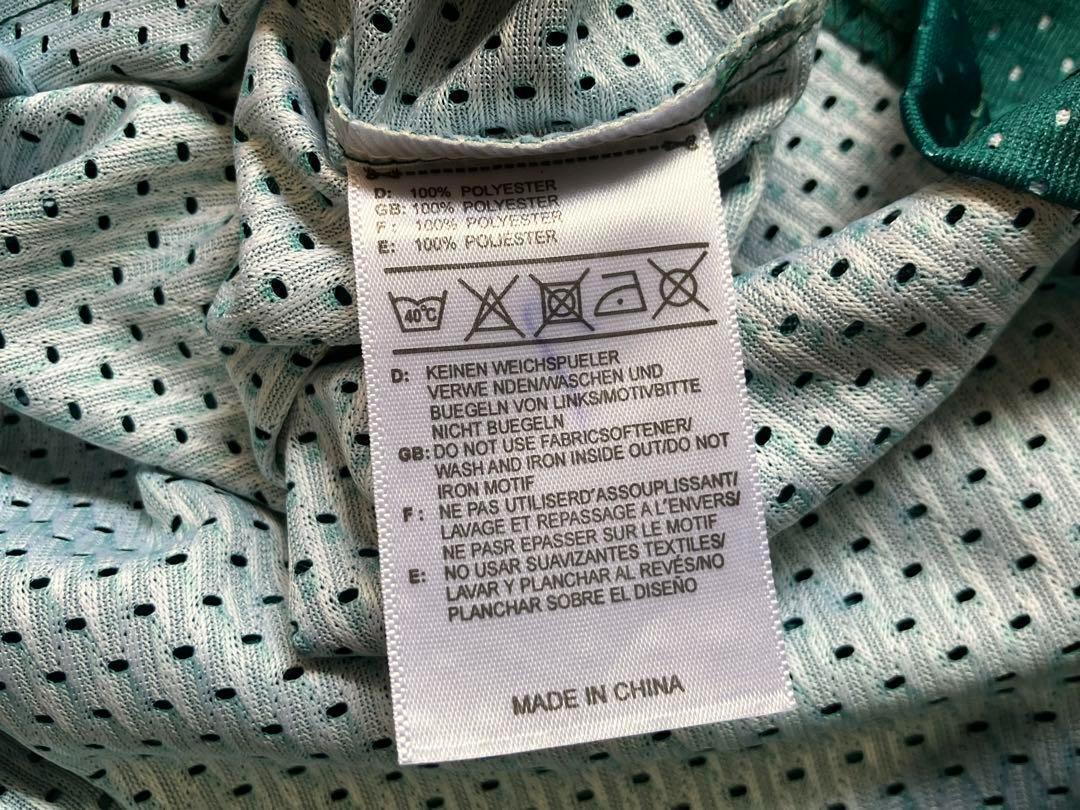 D: 100% POLYESTER
GB: 100% POLYESTER
F: 100% POLYESTER
E: 100% POLIESTER
40°C
D: KEINEN WEICHSPUELER
VERWE NDEN/WASCHEN UND
BUEGELN VON LINKS/MOTIVBITTE
NICHT BUEGELN
GB: DO NOT USE FABRICSOFTENER/
WASH AND IRON INSIDE OUT/DO NOT
IRON MOTIF
F: NE PAS UTILISERD'ASSOUPLISSANT/
LAVAGE ET REPASSAGE A L'ENVERS/
NE PASR EPASSER SUR LE MOTIF
E: NO USAR SUAVIZANTES TEXTILES/
LAVAR Y PLANCHAR AL REVÉS/NO
PLANCHAR SOBRE EL DISEÑO
MADE IN CHINA